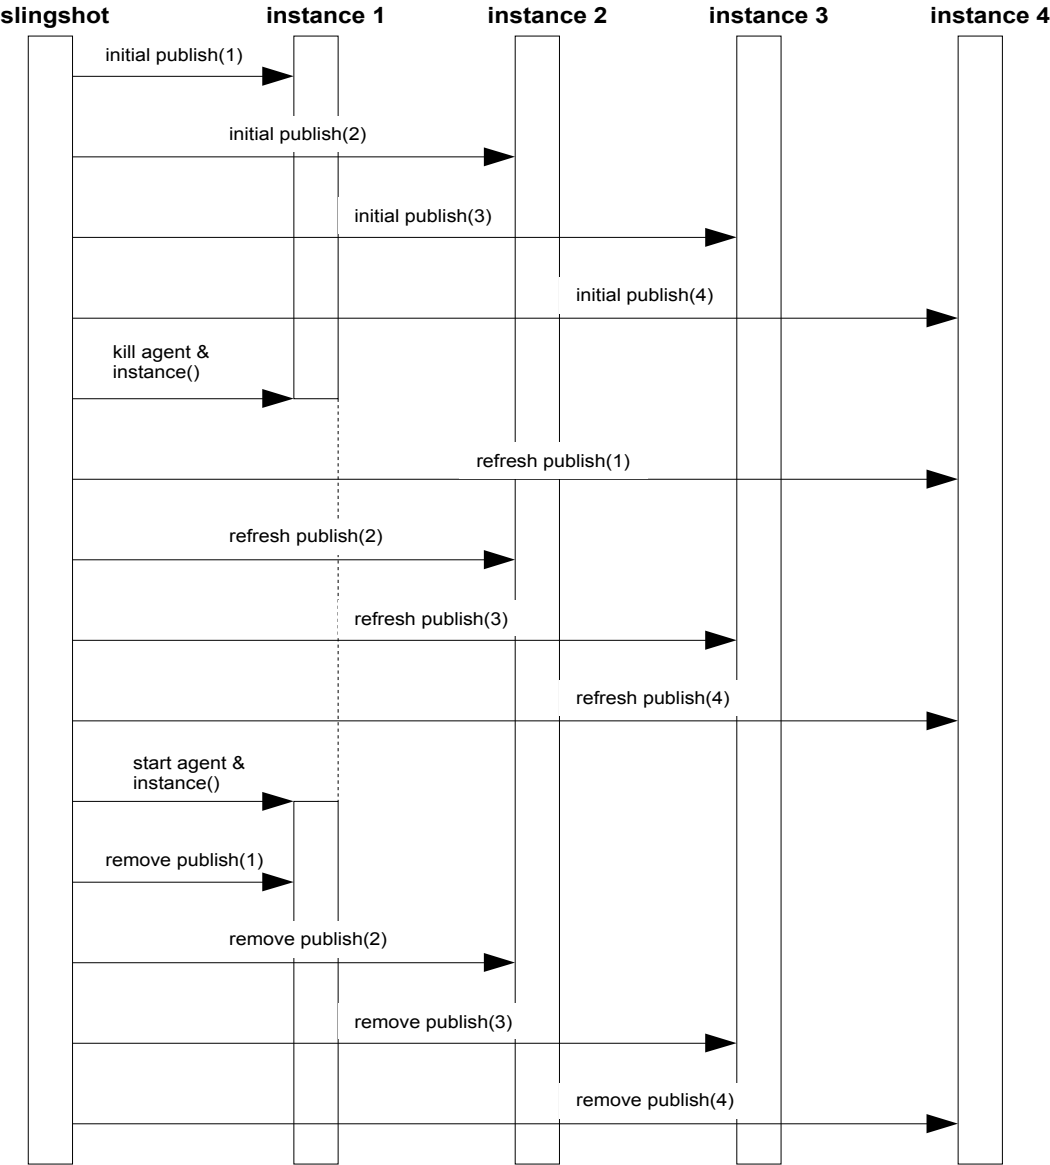 slingshot instance 1 instance 2 instance 3 instance 4
initial publish(1)
initial publish(2)
initial publish(3)
initial publish(4)
kill agent &
instance()
refresh publish(1)
refresh publish(2)
refresh publish(3)
refresh publish(4)
start agent &
instance()
remove publish(1)
remove publish(2)
remove publish(3)
remove publish(4)